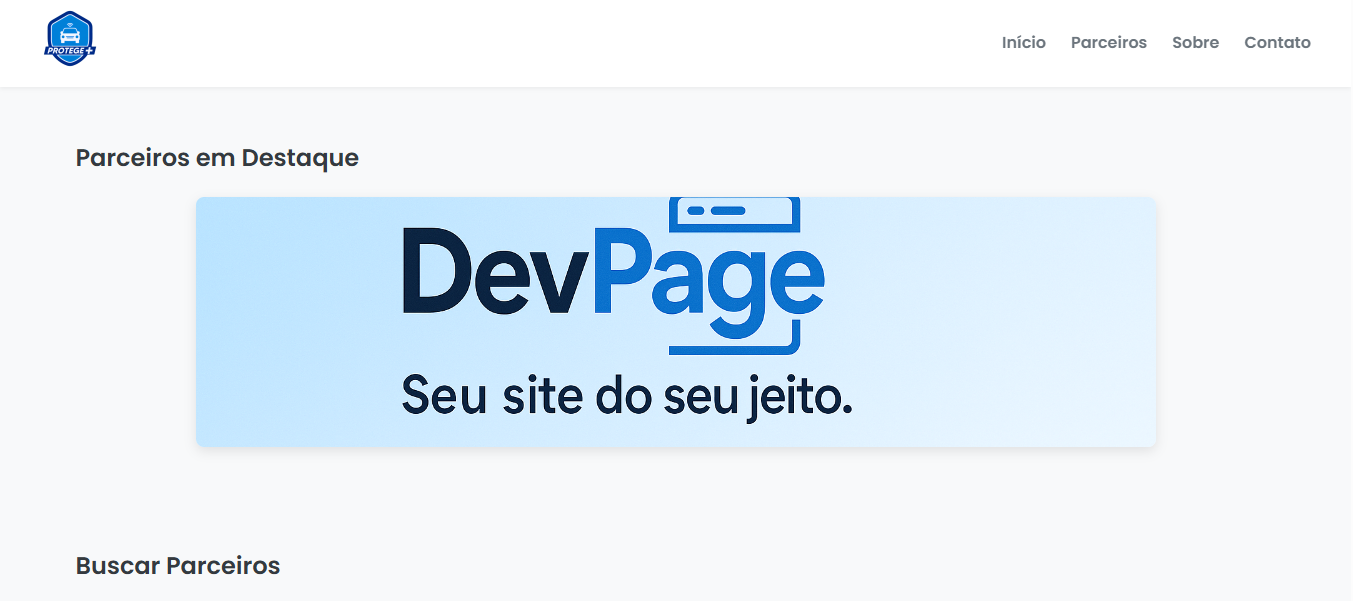 PROTEGE+
Início Parceiros Sobre Contato
Parceiros em Destaque
DevPage
Seu site do seu jeito.
Buscar Parceiros